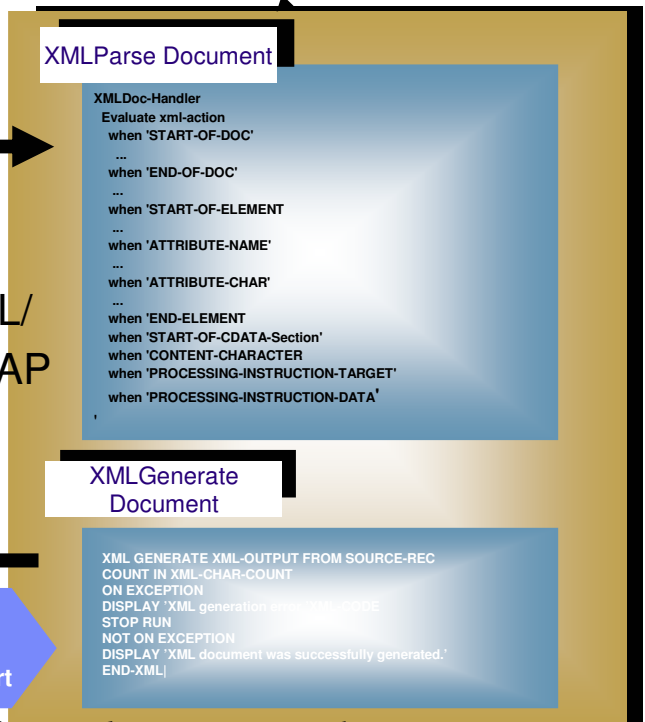 XMLParse Document
XMLDoc-Handler
Evaluate xml-action
when 'START-OF-DOC'
...
when 'END-OF-DOC'
...
when 'START-OF-ELEMENT
...
when 'ATTRIBUTE-NAME'
...
when 'ATTRIBUTE-CHAR'
...
when 'END-ELEMENT
when 'START-OF-CDATA-Section'
when 'CONTENT-CHARACTER
when 'PROCESSING-INSTRUCTION-TARGET'
when 'PROCESSING-INSTRUCTION-DATA'
'
L/
AP
XMLGenerate
Document
XML GENERATE XML-OUTPUT FROM SOURCE-REC
COUNT IN XML-CHAR-COUNT
ON EXCEPTION
DISPLAY 'XML generation error 'XML-CODE
STOP RUN
NOT ON EXCEPTION
DISPLAY 'XML document was successfully generated.'
END-XML|
rt